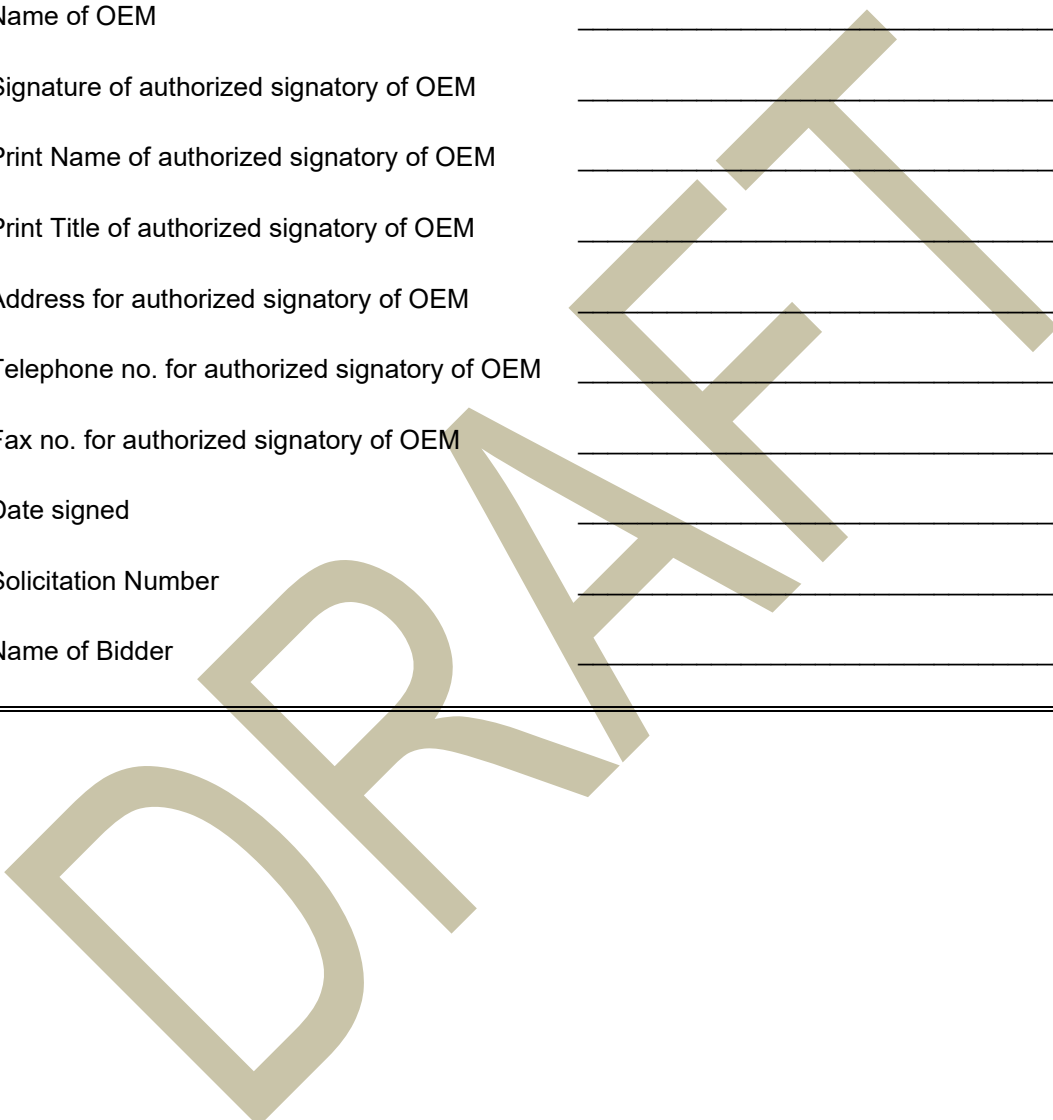 Name of OEM
Signature of authorized signatory of OEM
Print Name of authorized signatory of OEM
Print Title of authorized signatory of OEM
Address for authorized signatory of OEM
Telephone no. for authorized signatory of OEM
Fax no. for authorized signatory of OEM
Date signed
Solicitation Number
Name of Bidder
DRAFT